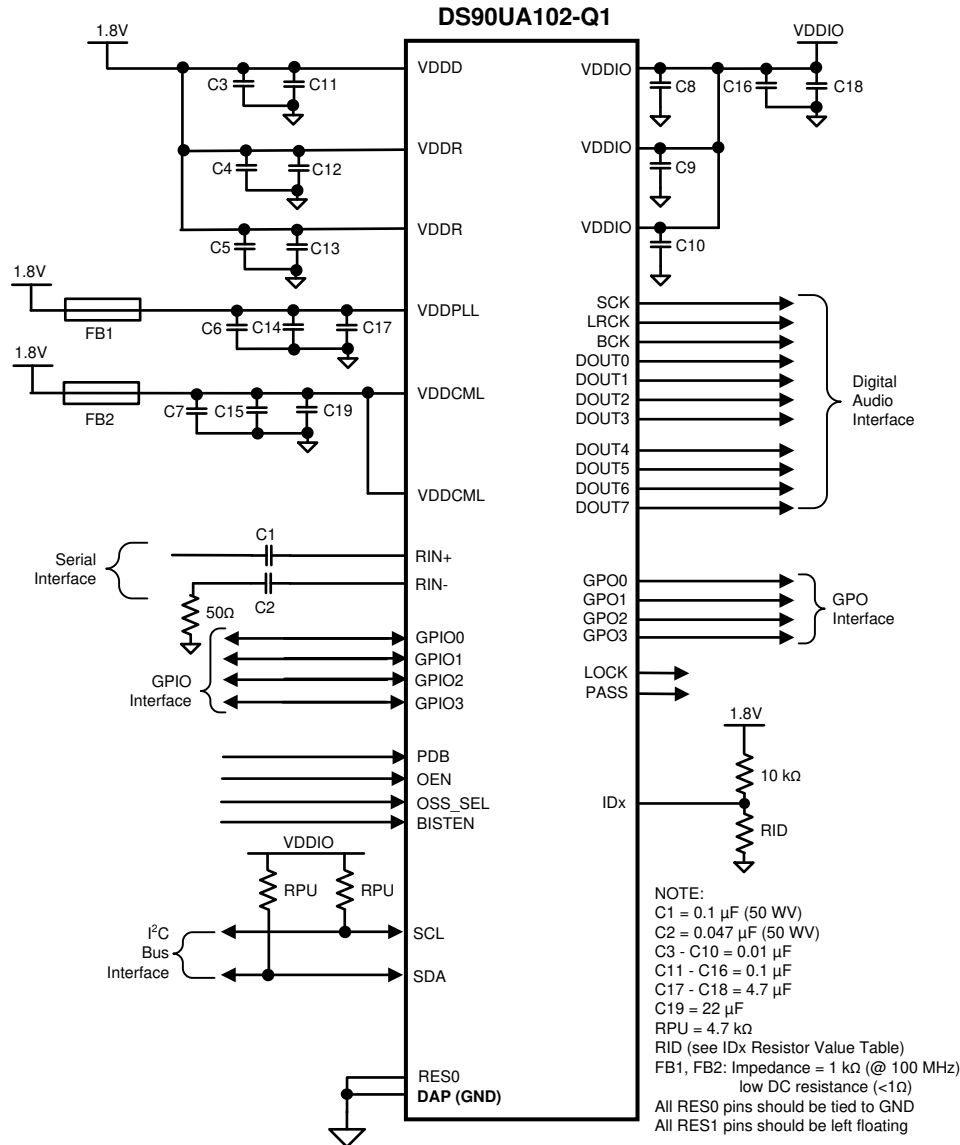 DS90UA102-Q1
1.8V
VDDIO
VDDD
VDDIO
C3
C11
C8
C16
C18
VDDR
VDDIO
C4
C12
C9
VDDR
VDDIO
C5
C13
C10
1.8V
VDDPLL
FB1
C6
C14
C17
1.8V
VDDCML
FB2
C7
C15
C19
VDDCML
SCK
LRCK
BCK
DOUT0
DOUT1
DOUT2
DOUT3
DOUT4
DOUT5
DOUT6
DOUT7
Digital
Audio
Interface
Serial
Interface
C1
RIN+
C2
RIN-
50Ω
GPIO0
GPIO1
GPIO2
GPIO3
GPIO
Interface
GPO0
GPO1
GPO2
GPO3
GPO
Interface
LOCK
PASS
PDB
OEN
OSS_SEL
BISTEN
1.8V
10 kΩ
IDx
RID
VDDIO
RPU
RPU
I²C
Bus
Interface
SCL
SDA
RES0
DAP (GND)
NOTE:
C1 = 0.1 µF (50 WV)
C2 = 0.047 µF (50 WV)
C3 - C10 = 0.01 µF
C11 - C16 = 0.1 µF
C17 - C18 = 4.7 µF
C19 = 22 µF
RPU = 4.7 kΩ
RID (see IDx Resistor Value Table)
FB1, FB2: Impedance = 1 kΩ (@ 100 MHz)
low DC resistance (<1Ω)
All RES0 pins should be tied to GND
All RES1 pins should be left floating